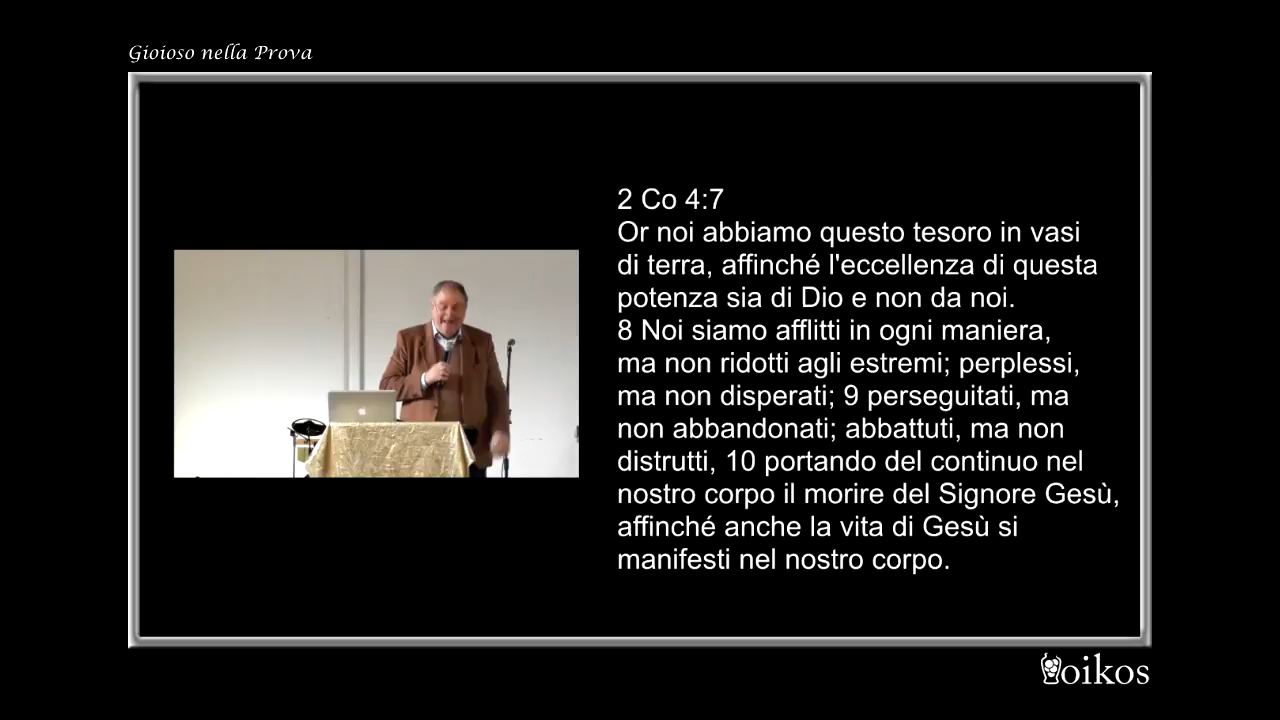 Gioioso nella Prova
2 Co 4:7
Or noi abbiamo questo tesoro in vasi
di terra, affinché l'eccellenza di questa
potenza sia di Dio e non da noi.
8 Noi siamo afflitti in ogni maniera,
ma non ridotti agli estremi; perplessi,
ma non disperati; 9 perseguitati, ma
non abbandonati; abbattuti, ma non
distrutti, 10 portando del continuo nel
nostro corpo il morire del Signore Gesù,
affinché anche la vita di Gesù si
manifesti nel nostro corpo.
oikos